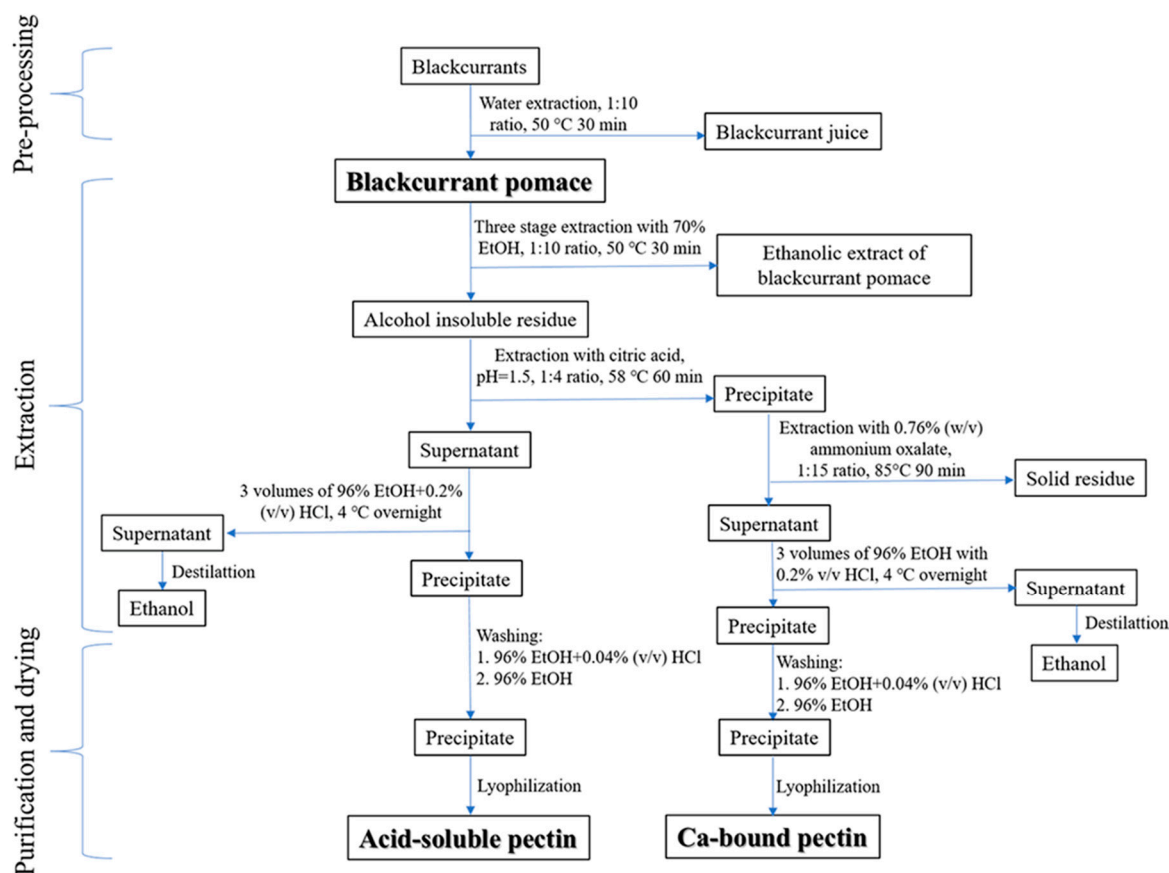 Pre-processing
Blackcurrants
Water extraction, 1:10
ratio, 50 °C 30 min
Blackcurrant juice
Blackcurrant pomace
Extraction
Three stage extraction with 70%
EtOH, 1:10 ratio, 50 °C 30 min
Ethanolic extract of
blackcurrant pomace
Alcohol insoluble residue
Extraction with citric acid,
pH=1.5, 1:4 ratio, 58 °C 60 min
Precipitate
Supernatant
Extraction with 0.76% (w/v)
ammonium oxalate,
1:15 ratio, 85°C 90 min
Solid residue
3 volumes of 96% EtOH+0.2%
(v/v) HCl, 4 °C overnight
Supernatant
Destilattion
Ethanol
Precipitate
Supernatant
3 volumes of 96% EtOH with
0.2% v/v HCl, 4 °C overnight
Supernatant
Destilattion
Ethanol
Precipitate
Purification and drying
Washing:
1. 96% EtOH+0.04% (v/v) HCl
2. 96% EtOH
Washing:
1. 96% EtOH+0.04% (v/v) HCl
2. 96% EtOH
Precipitate
Precipitate
Lyophilization
Lyophilization
Acid-soluble pectin
Ca-bound pectin